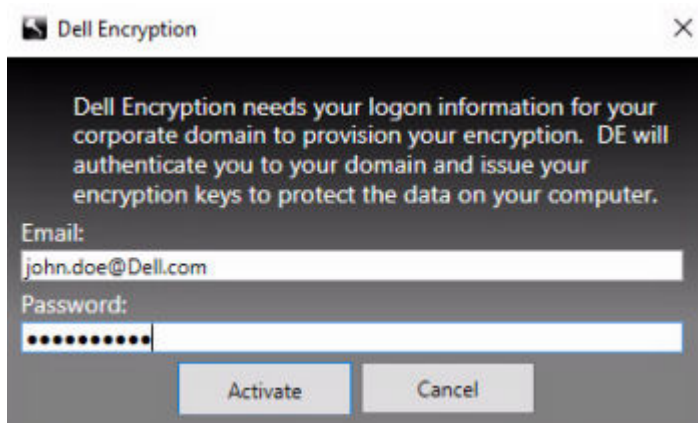 Dell Encryption
Dell Encryption needs your logon information for your
corporate domain to provision your encryption.  DE will
authenticate you to your domain and issue your
encryption keys to protect the data on your computer.
Email:
john.doe@Dell.com
Password:
••••••••••
Activate
Cancel